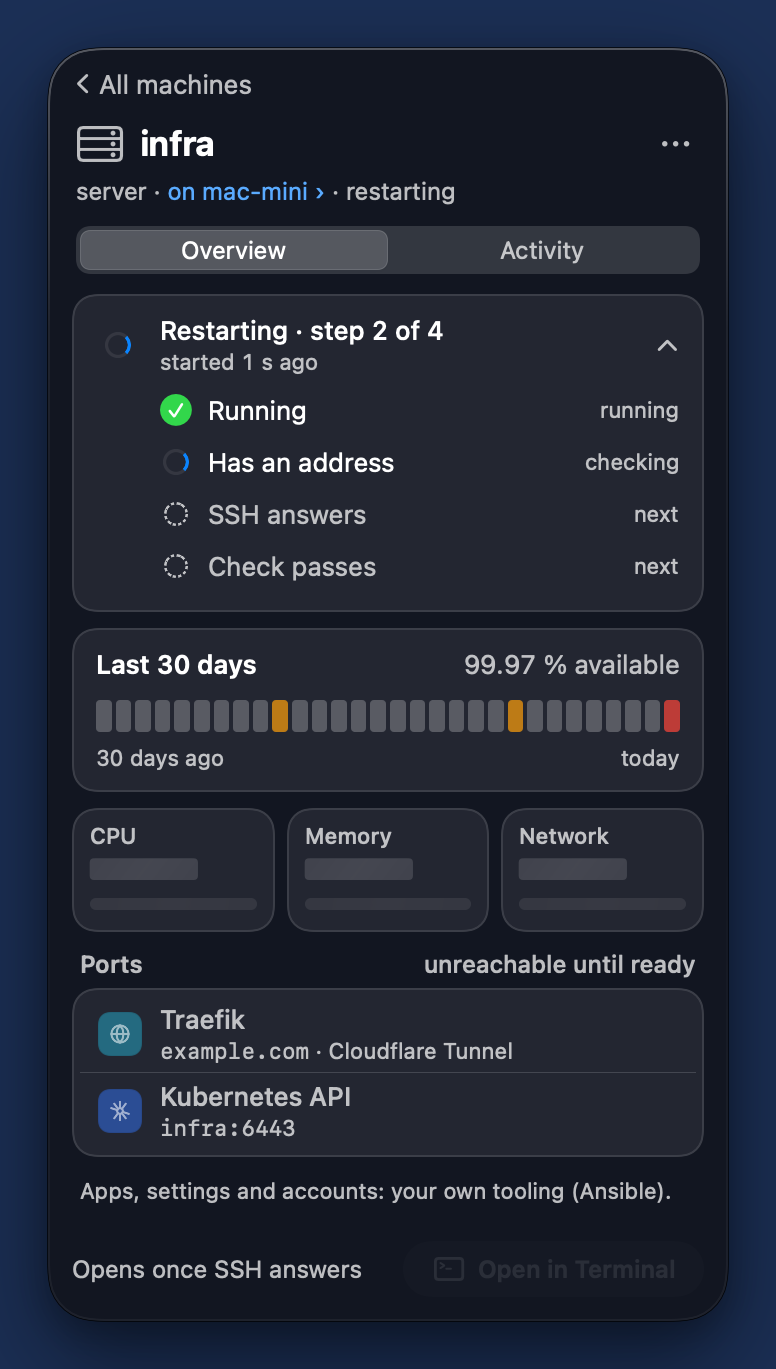 All machines
infra
server · on mac-mini › · restarting
Overview Activity
Restarting · step 2 of 4
started 1 s ago
Running running
Has an address checking
SSH answers next
Check passes next
Last 30 days 99.97 % available
30 days ago today
CPU Memory Network
Ports unreachable until ready
Traefik
example.com · Cloudflare Tunnel
Kubernetes API
infra:6443
Apps, settings and accounts: your own tooling (Ansible).
Opens once SSH answers Open in Terminal